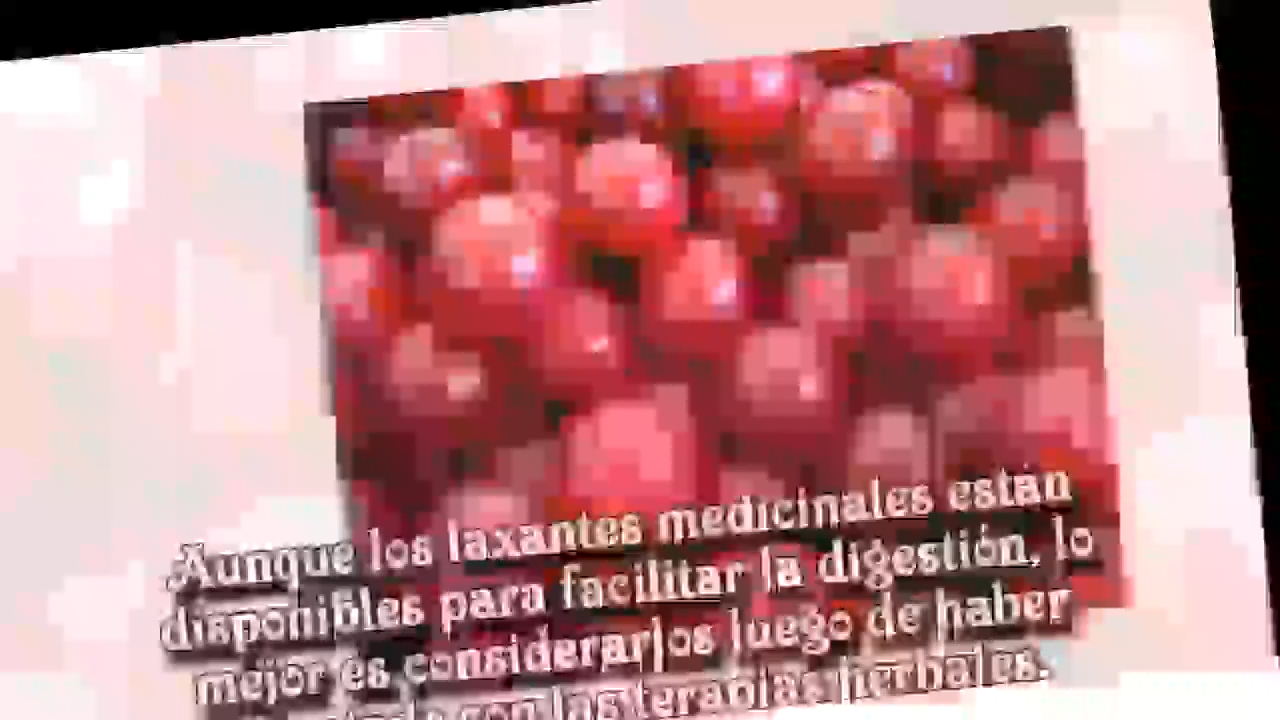 Aunque los laxantes medicinales están
disponibles para facilitar la digestión, lo
mejor es considerarlos luego de haber
con las terapias herbales.